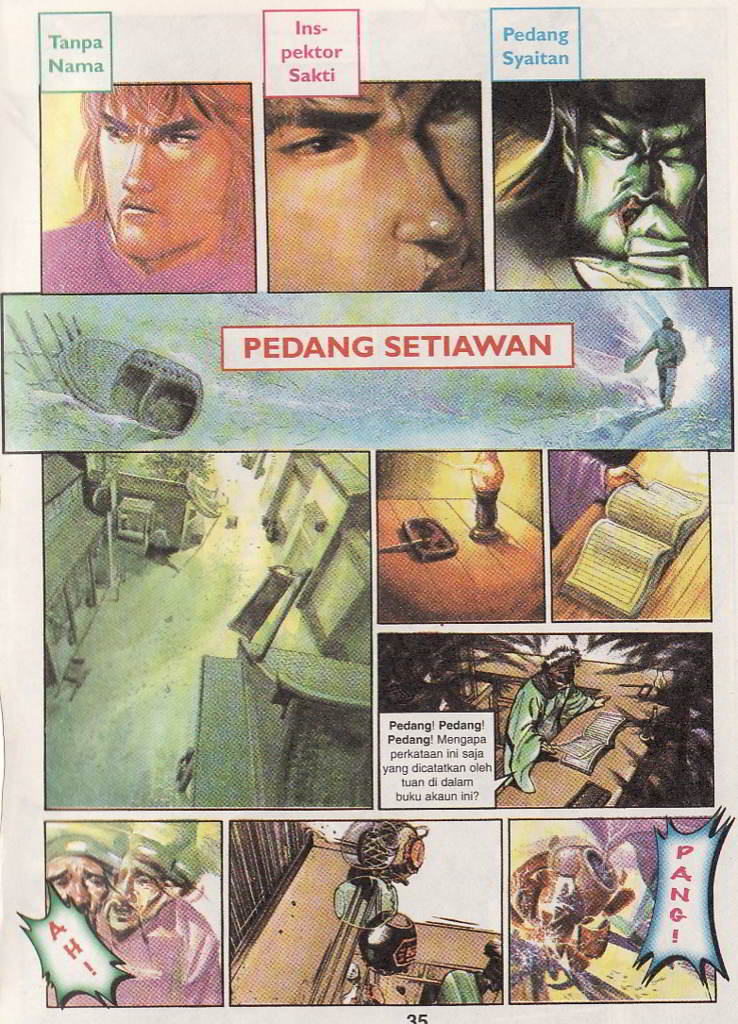 Tanpa
Nama
Ins-
pektor
Sakti
Pedang
Syaitan
PEDANG SETIAWAN
Pedang! Pedang!
Pedang! Mengapa
perkataan ini saja
yang dicatatkan oleh
tuan di dalam
buku akaun ini?
AH!
PANG!
35